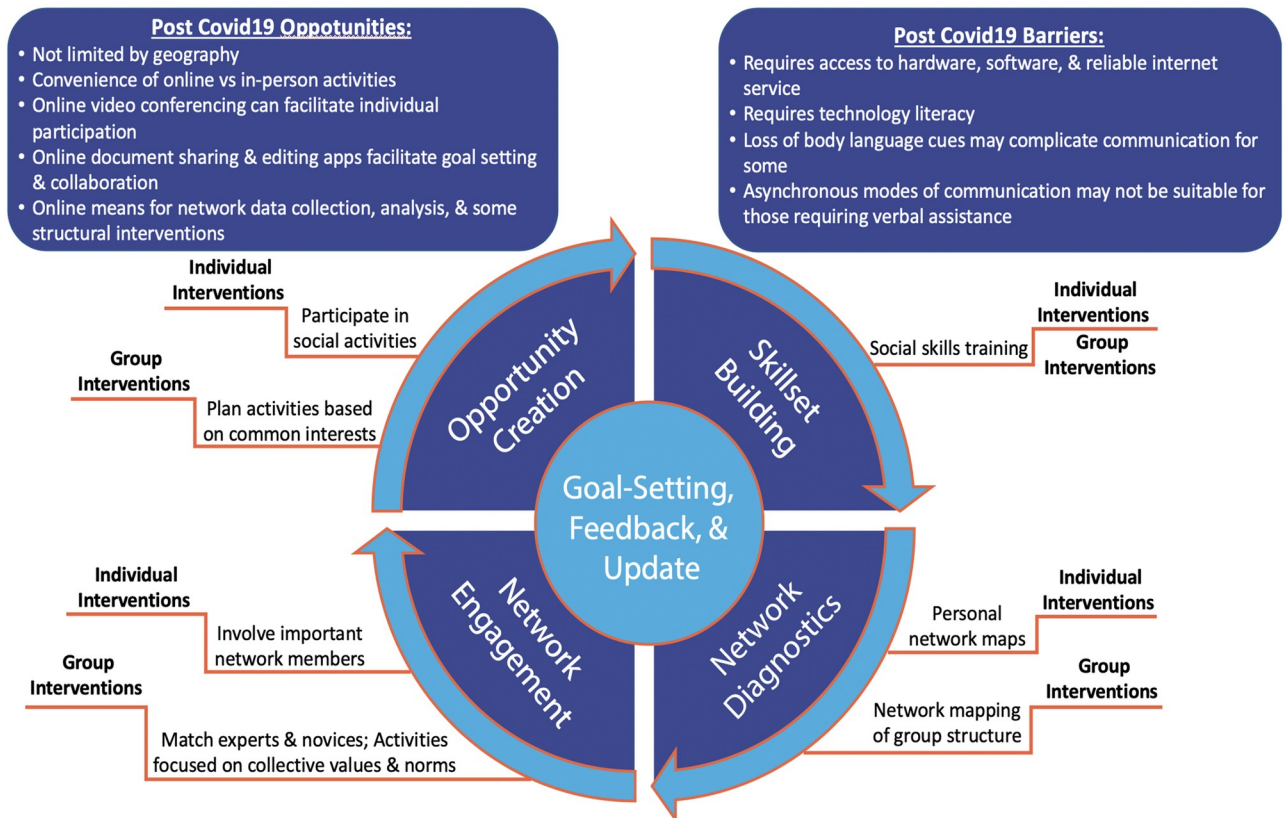 Post Covid19 Oppotunities:
• Not limited by geography
• Convenience of online vs in-person activities
• Online video conferencing can facilitate individual
participation
• Online document sharing & editing apps facilitate goal setting
& collaboration
• Online means for network data collection, analysis, & some
structural interventions
Post Covid19 Barriers:
• Requires access to hardware, software, & reliable internet
service
• Requires technology literacy
• Loss of body language cues may complicate communication for
some
• Asynchronous modes of communication may not be suitable for
those requiring verbal assistance
Individual
Interventions
Participate in
social activities
Group
Interventions
Plan activities based
on common interests
Opportunity
Creation
Skillset
Building
Social skills training
Individual
Interventions
Group
Interventions
Goal-Setting,
Feedback, &
Update
Individual
Interventions
Involve important
network members
Group
Interventions
Match experts & novices; Activities
focused on collective values & norms
Network
Engagement
Network
Diagnostics
Personal
network maps
Individual
Interventions
Network mapping
of group structure
Group
Interventions